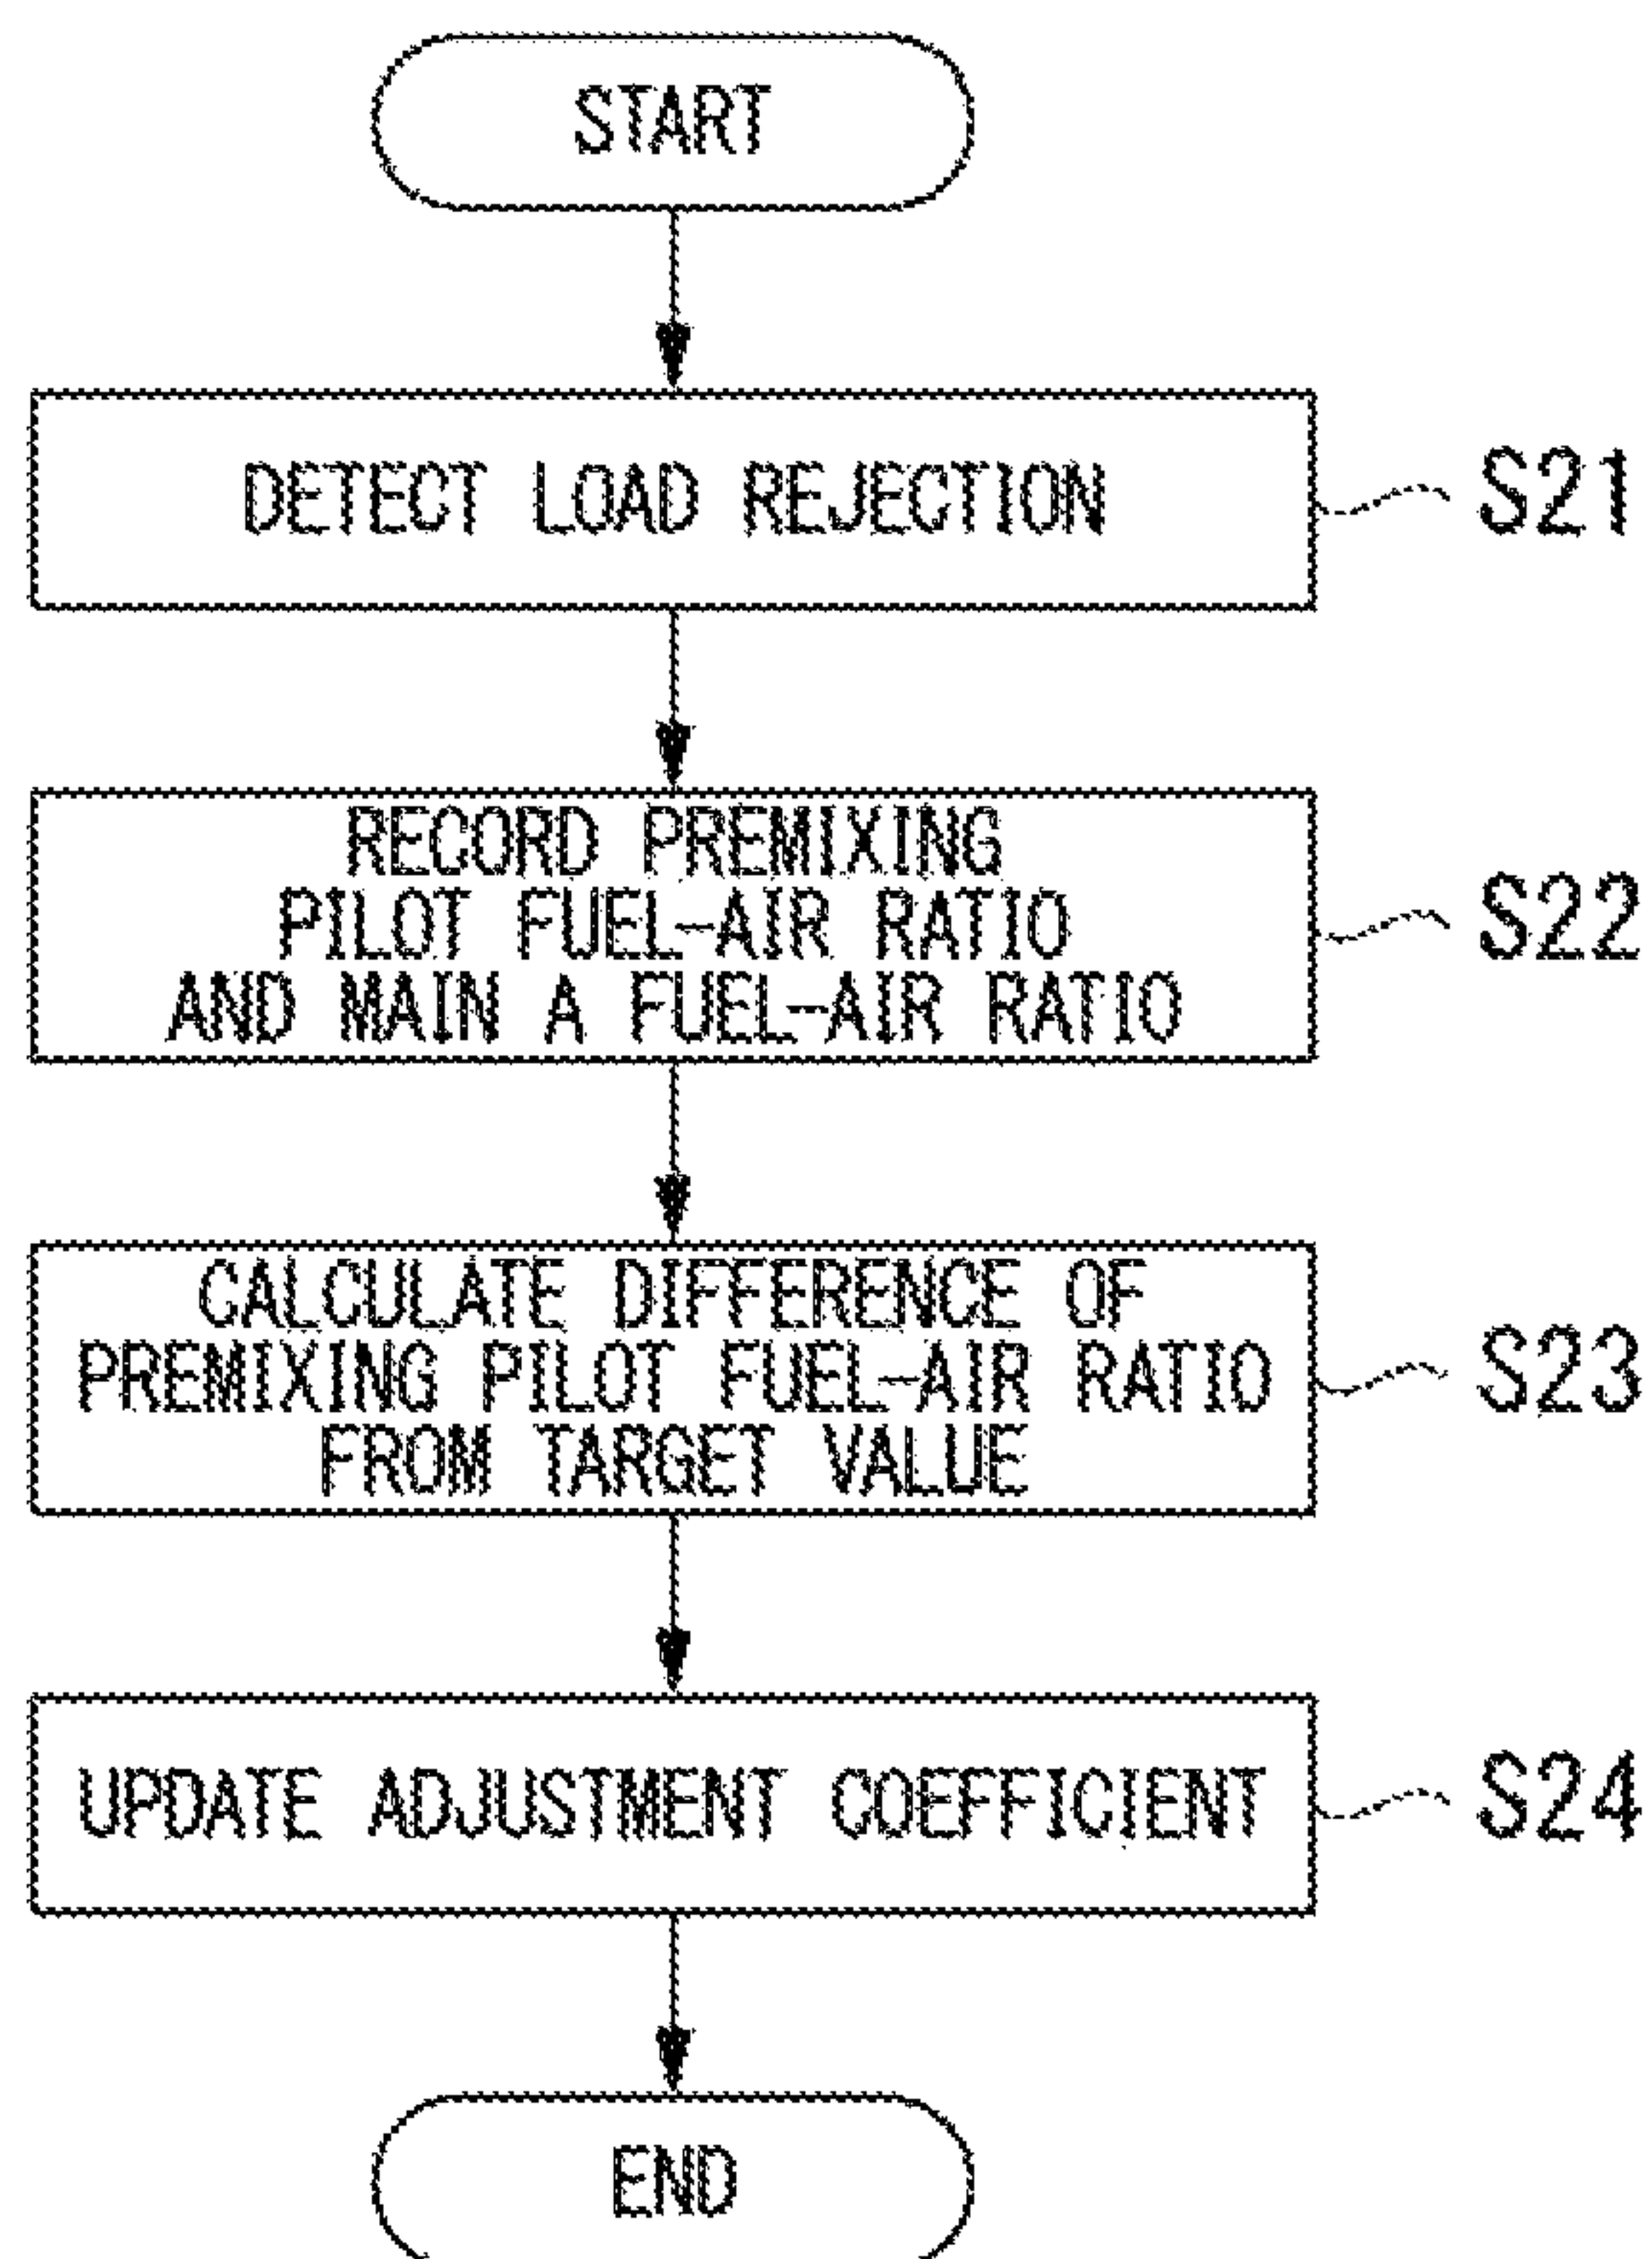 START
DETECT LOAD REJECTION
S21
RECORD PREMIXING
PILOT FUEL-AIR RATIO
AND MAIN A FUEL-AIR RATIO
S22
CALCULATE DIFFERENCE OF
PREMIXING PILOT FUEL-AIR RATIO
FROM TARGET VALUE
S23
UPDATE ADJUSTMENT COEFFICIENT
S24
END